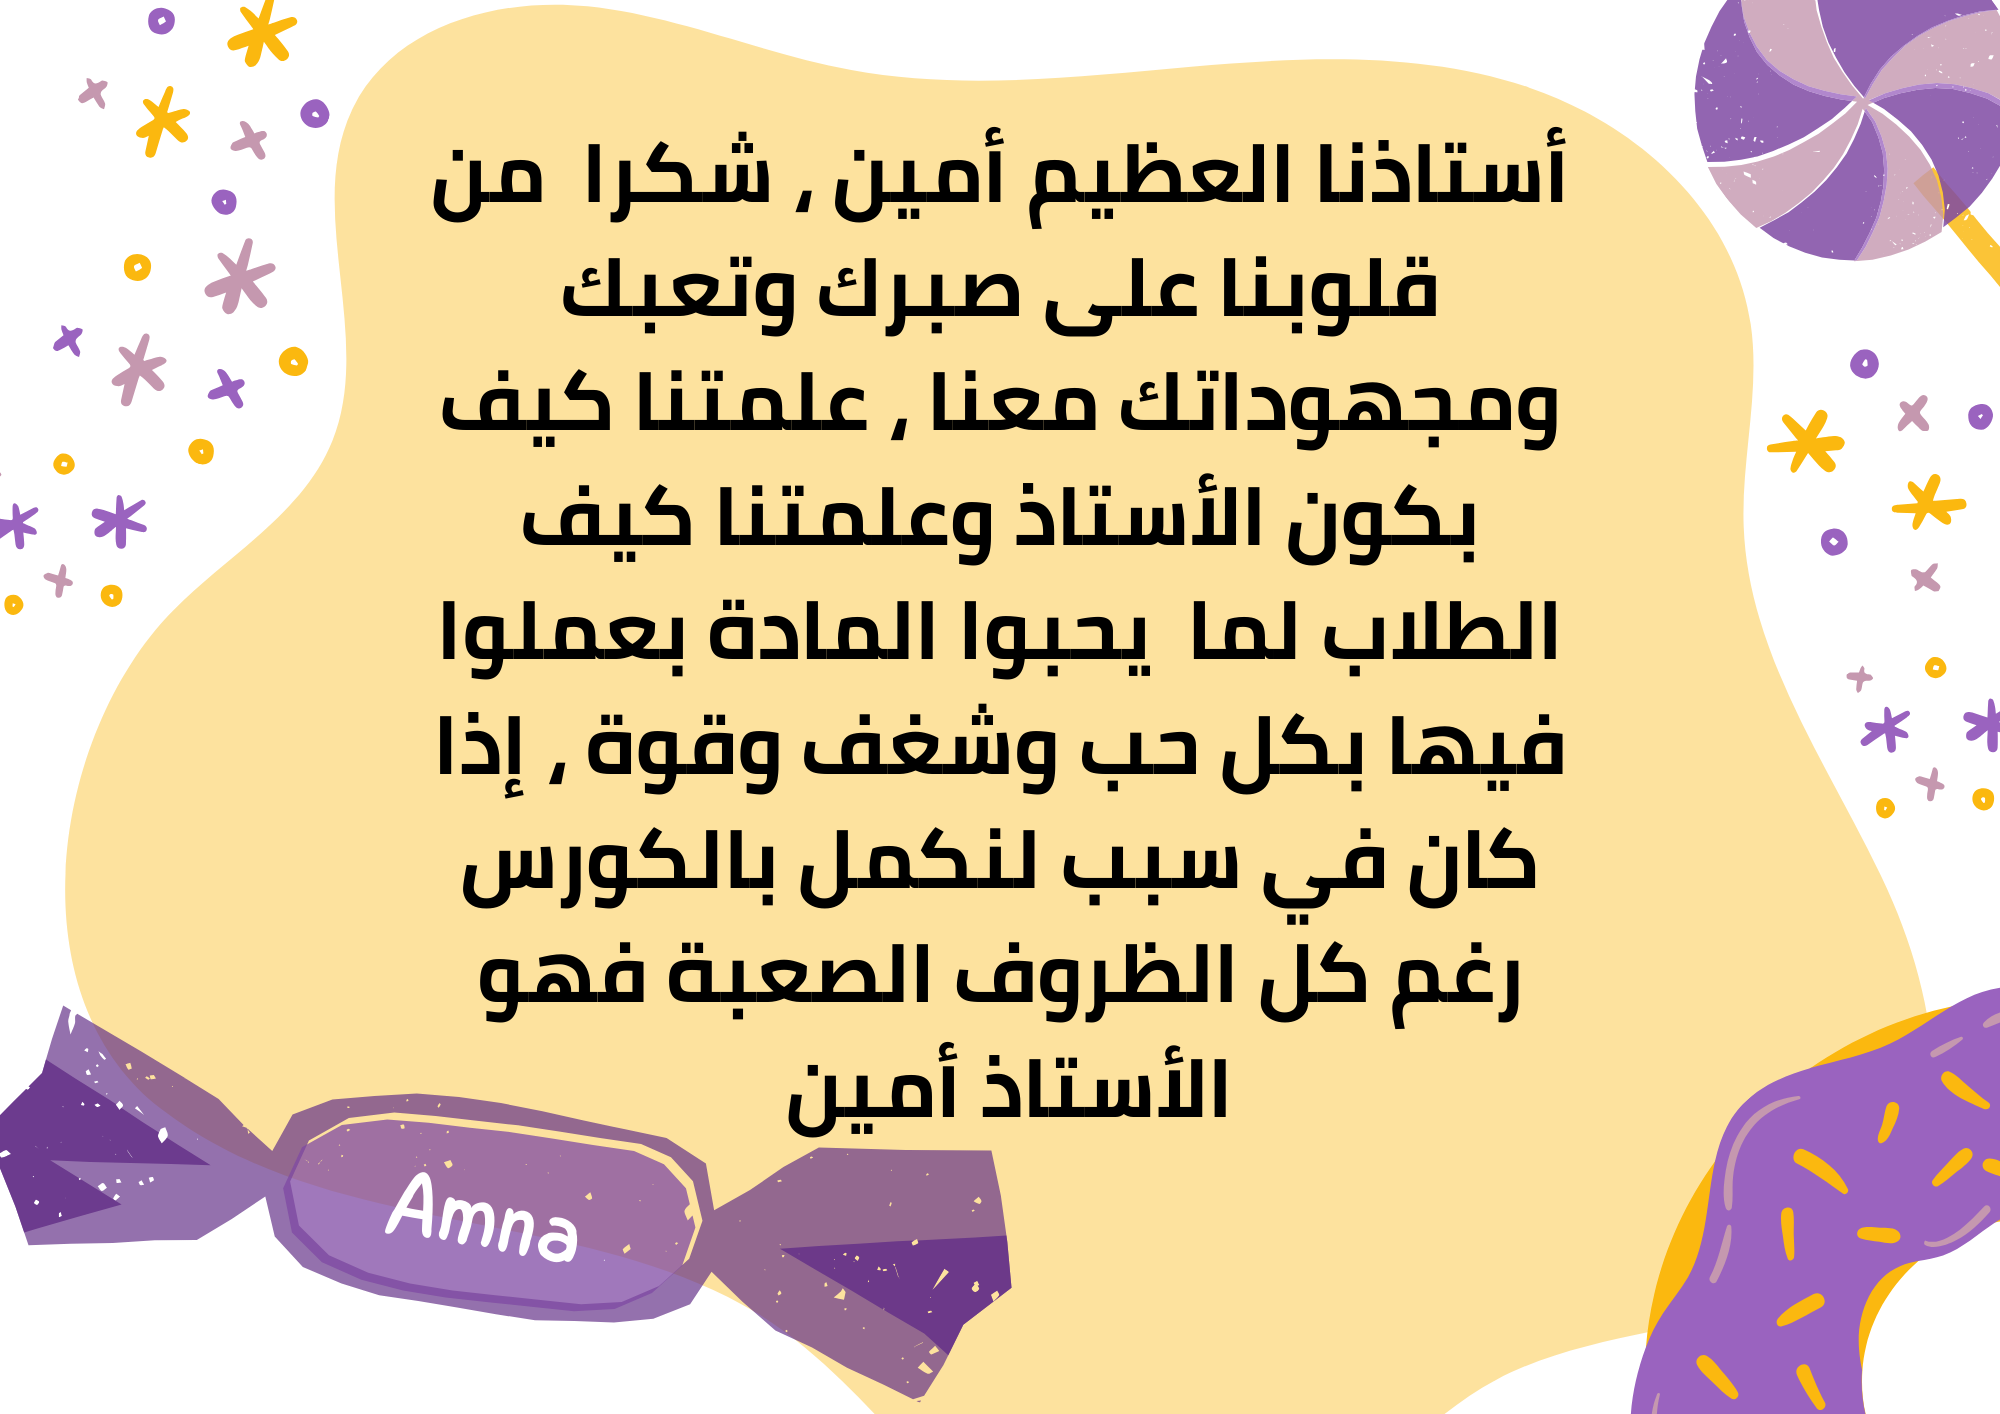 أستاذنا العظيم أمين ، شكرا من
قلوبنا على صبرك وتعبك
ومجهوداتك معنا ، علمتنا كيف
بكون الأستاذ وعلمتنا كيف
الطلاب لما يحبوا المادة بعملوا
فيها بكل حب وشغف وقوة ، إذا
كان في سبب لنكمل بالكورس
رغم كل الظروف الصعبة فهو
الأستاذ أمين
Amna